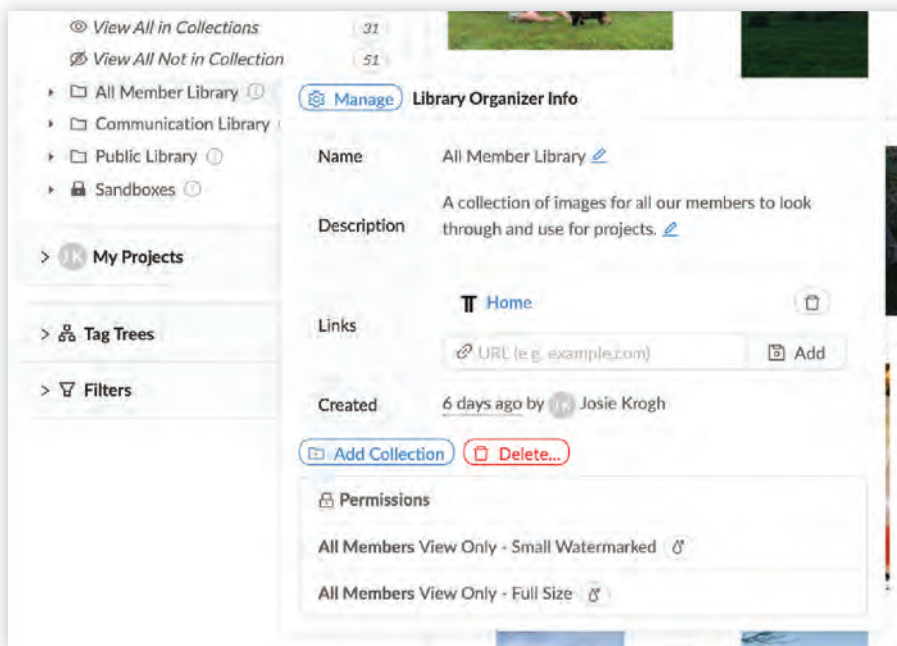 View All in Collections 31
View All Not in Collection 51
All Member Library
Communication Library
Public Library
Sandboxes
JK My Projects
Tag Trees
Filters
Manage Library Organizer Info
Name All Member Library
Description A collection of images for all our members to look
through and use for projects.
Links Home
URL (e.g. example.com) Add
Created 6 days ago by JK Josie Krogh
Add Collection Delete...
Permissions
All Members View Only - Small Watermarked
All Members View Only - Full Size